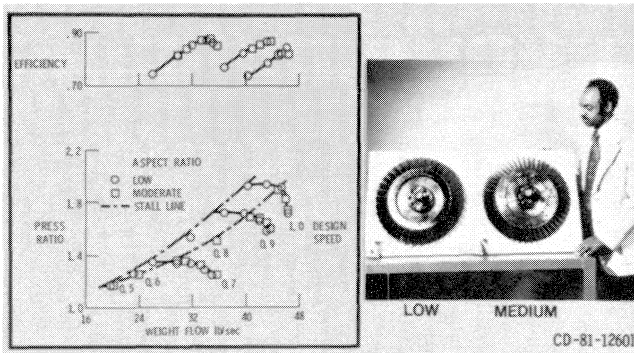 .90
EFFICIENCY
.70
2.2
ASPECT RATIO
LOW
MODERATE
STALL LINE
1.8
PRESS
RATIO
1.0 DESIGN
SPEED
0.9
0.8
1.4
0.7
0.6
0.5
1.0
16 24 32 40 48
WEIGHT FLOW lb/sec
LOW MEDIUM
CD-81-12601